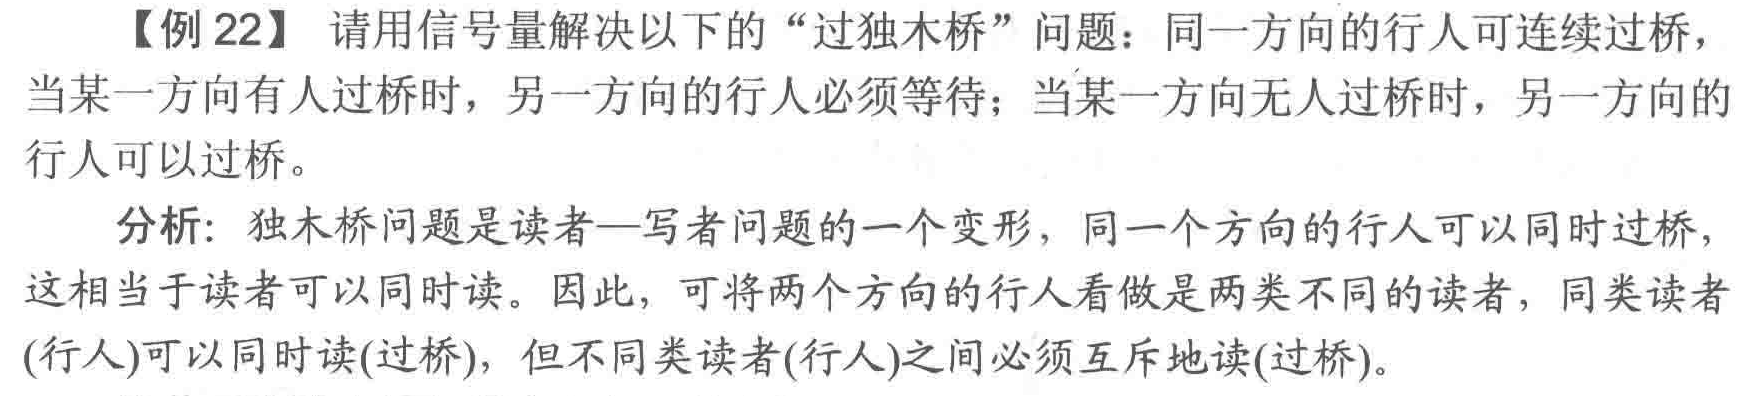 【例 22】 请用信号量解决以下的“过独木桥”问题：同一方向的行人可连续过桥，
当某一方向有人过桥时，另一方向的行人必须等待；当某一方向无人过桥时，另一方向的
行人可以过桥。
分析：独木桥问题是读者—写者问题的一个变形，同一个方向的行人可以同时过桥，
这相当于读者可以同时读。因此，可将两个方向的行人看做是两类不同的读者，同类读者
(行人)可以同时读(过桥)，但不同类读者(行人)之间必须互斥地读(过桥)。